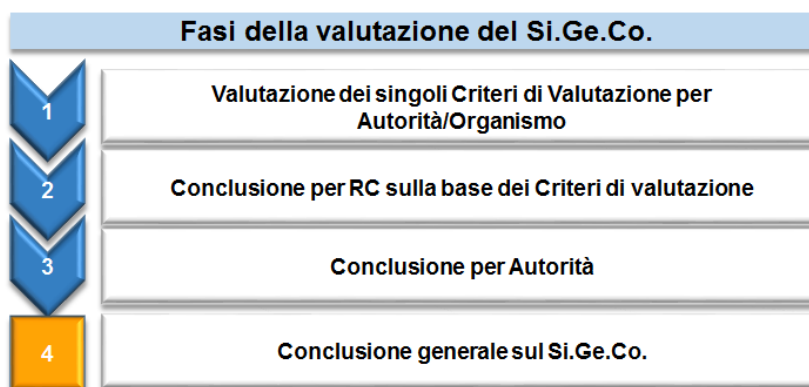 Fasi della valutazione del Si.Ge.Co.
1
Valutazione dei singoli Criteri di Valutazione per
Autorità/Organismo
2
Conclusione per RC sulla base dei Criteri di valutazione
3
Conclusione per Autorità
4
Conclusione generale sul Si.Ge.Co.